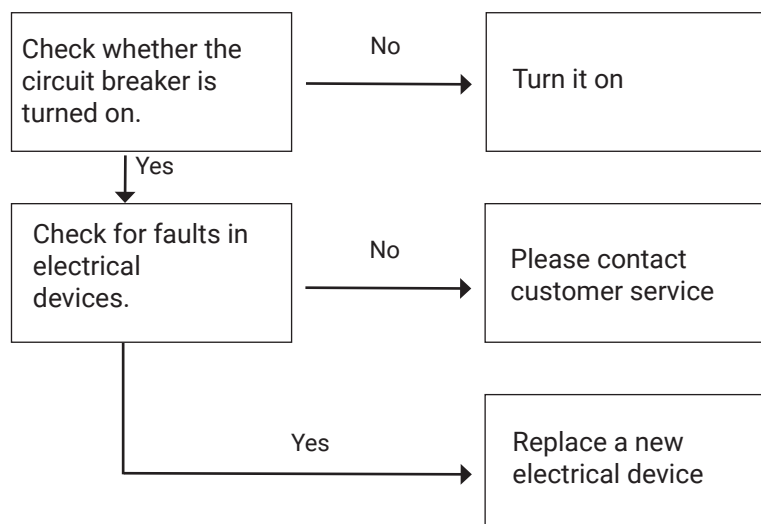 Check whether the
circuit breaker is
turned on.
No
Turn it on
Yes
Check for faults in
electrical
devices.
No
Please contact
customer service
Yes
Replace a new
electrical device